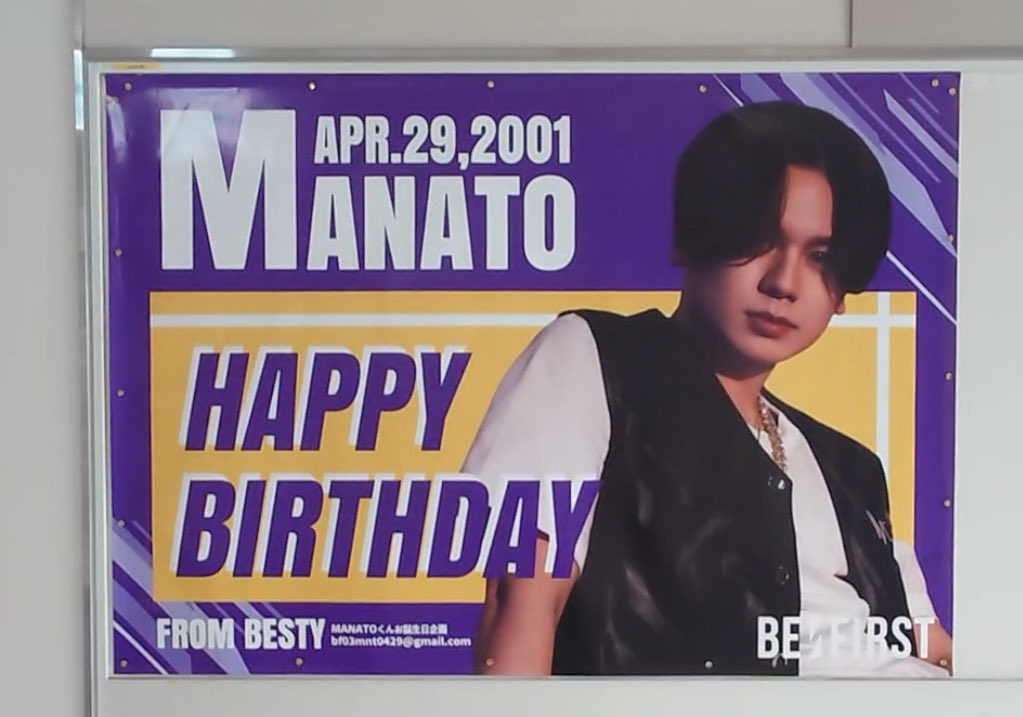 APR.29,2001
MANATO
HAPPY
BIRTHDAY
FROM BESTY
MANATOくんお誕生日企画
bf03mnt0429@gmail.com
BE:FIRST